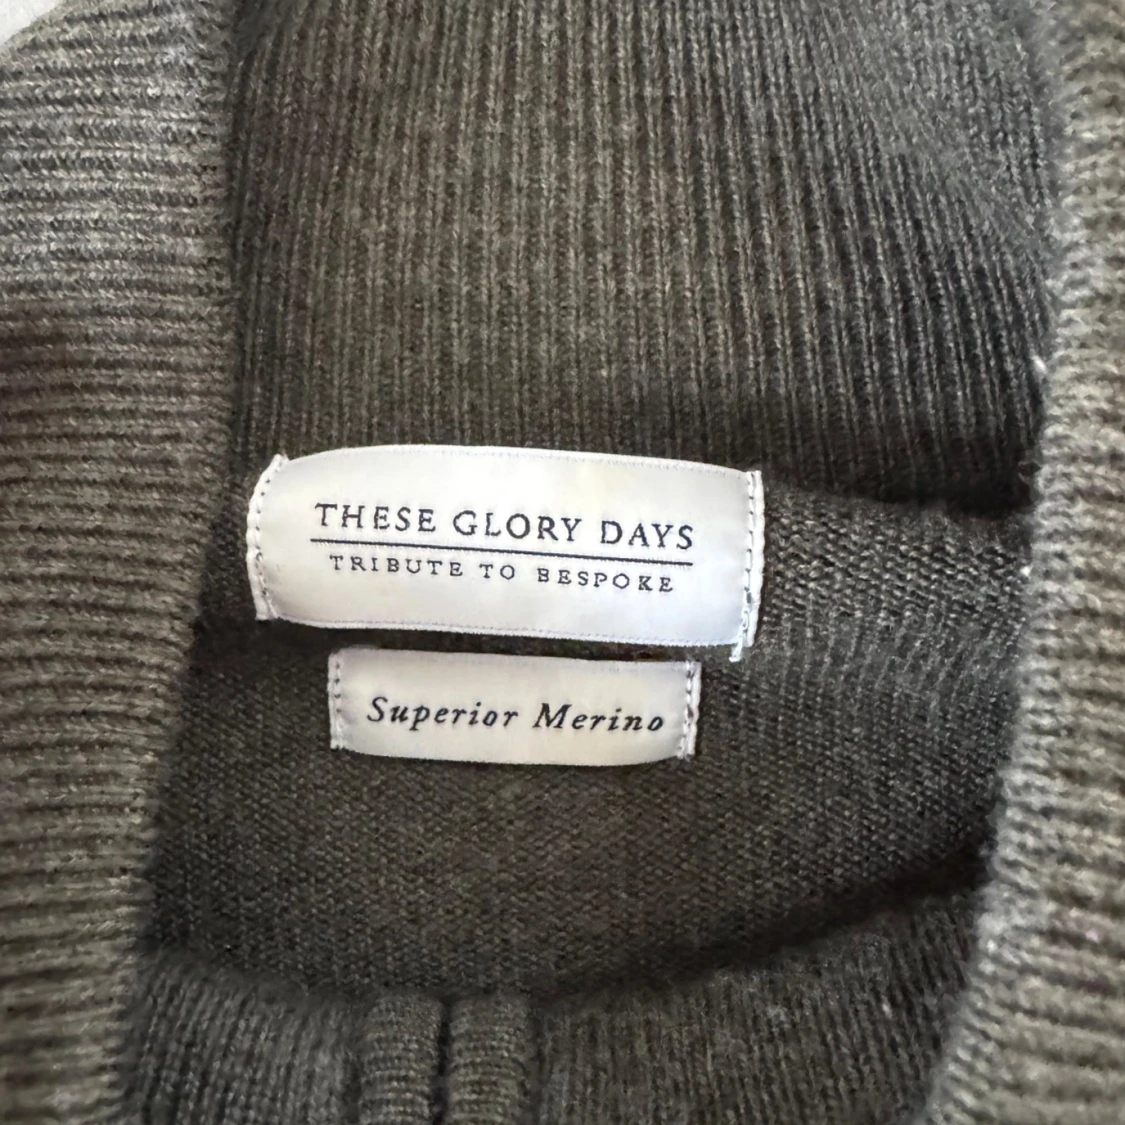 THESE GLORY DAYS
TRIBUTE TO BESPOKE
Superior Merino